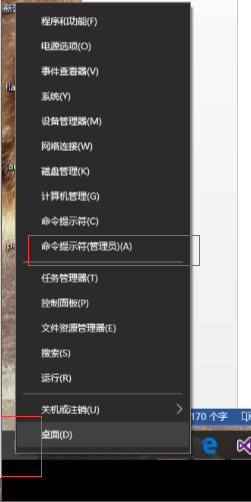 程序和功能(F)
电源选项(O)
事件查看器(V)
系统(Y)
设备管理器(M)
网络连接(W)
磁盘管理(K)
计算机管理(G)
命令提示符(C)
命令提示符(管理员)(A)
任务管理器(T)
控制面板(P)
文件资源管理器(E)
搜索(S)
运行(R)
关机或注销(U)
170 个字
桌面(D)